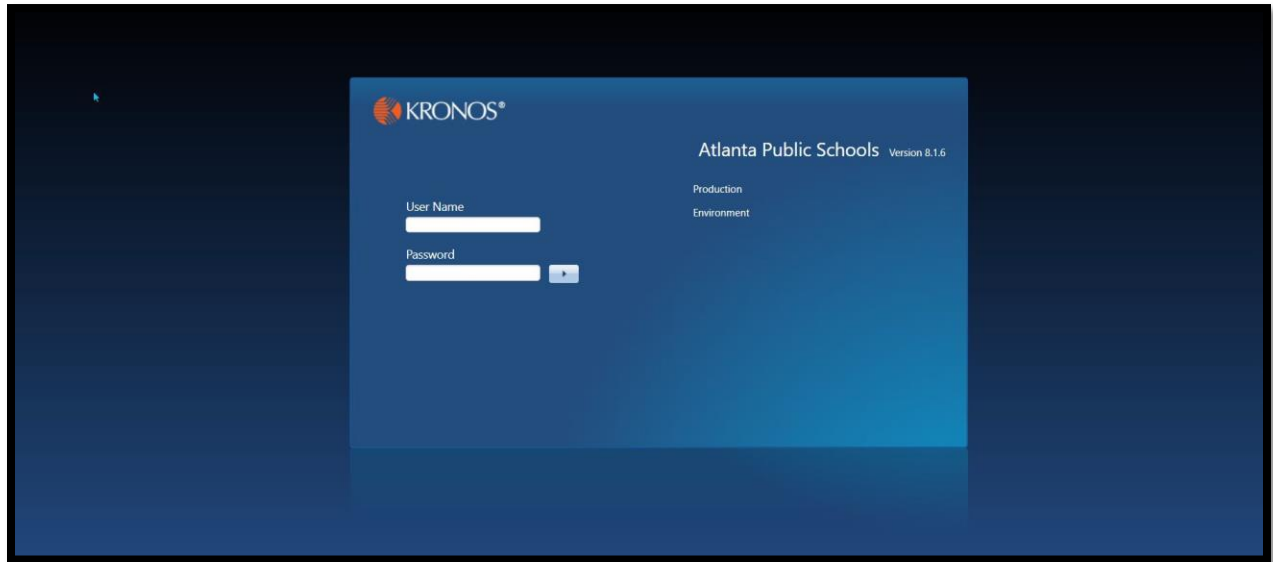 KRONOS®
Atlanta Public Schools Version 8.1.6
Production
Environment
User Name
Password